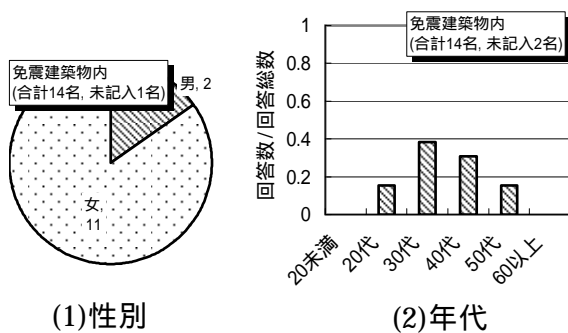 免震建築物内
(合計14名, 未記入1名)
男, 2
女,
11
(1)性別
免震建築物内
(合計14名, 未記入2名)
回答数/回答総数
1
0.8
0.6
0.4
0.2
0
20未満
20代
30代
40代
50代
60以上
(2)年代